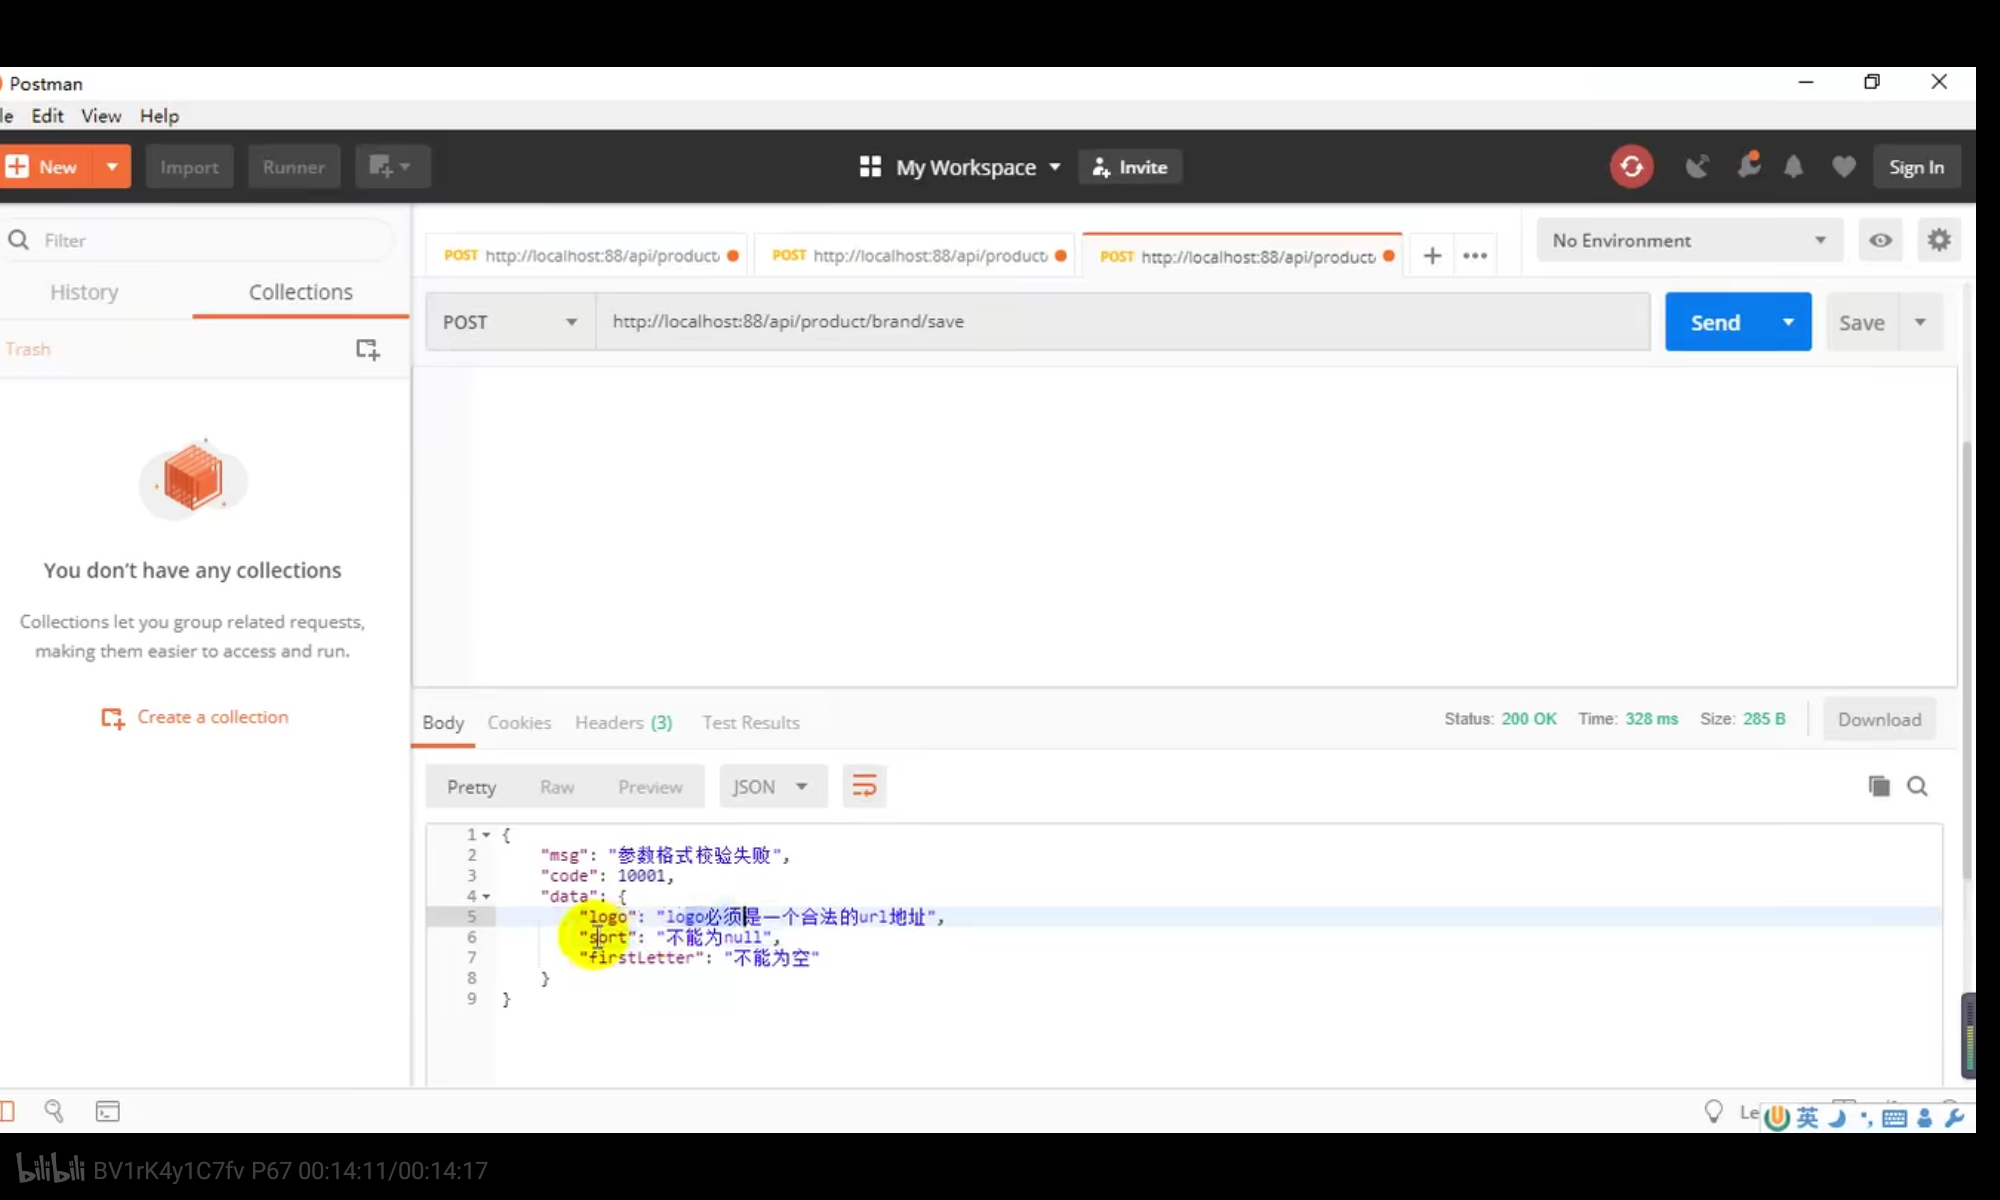 Postman
le Edit View Help
New Import Runner My Workspace Invite Sign In
Filter
History Collections
Trash
You don't have any collections
Collections let you group related requests,
making them easier to access and run.
Create a collection
POST http://localhost:88/api/product POST http://localhost:88/api/product POST http://localhost:88/api/product
No Environment
POST http://localhost:88/api/product/brand/save Send Save
Body Cookies Headers (3) Test Results Status: 200 OK Time: 328 ms Size: 285 B Download
Pretty Raw Preview JSON
1 {
2 "msg": "参数格式校验失败",
3 "code": 10001,
4 "data": {
5 "logo": "logo必须是一个合法的url地址",
6 "sort": "不能为null",
7 "firstLetter": "不能为空"
8 }
9 }
Le 英
bilibili BV1rK4y1C7fv P67 00:14:11/00:14:17